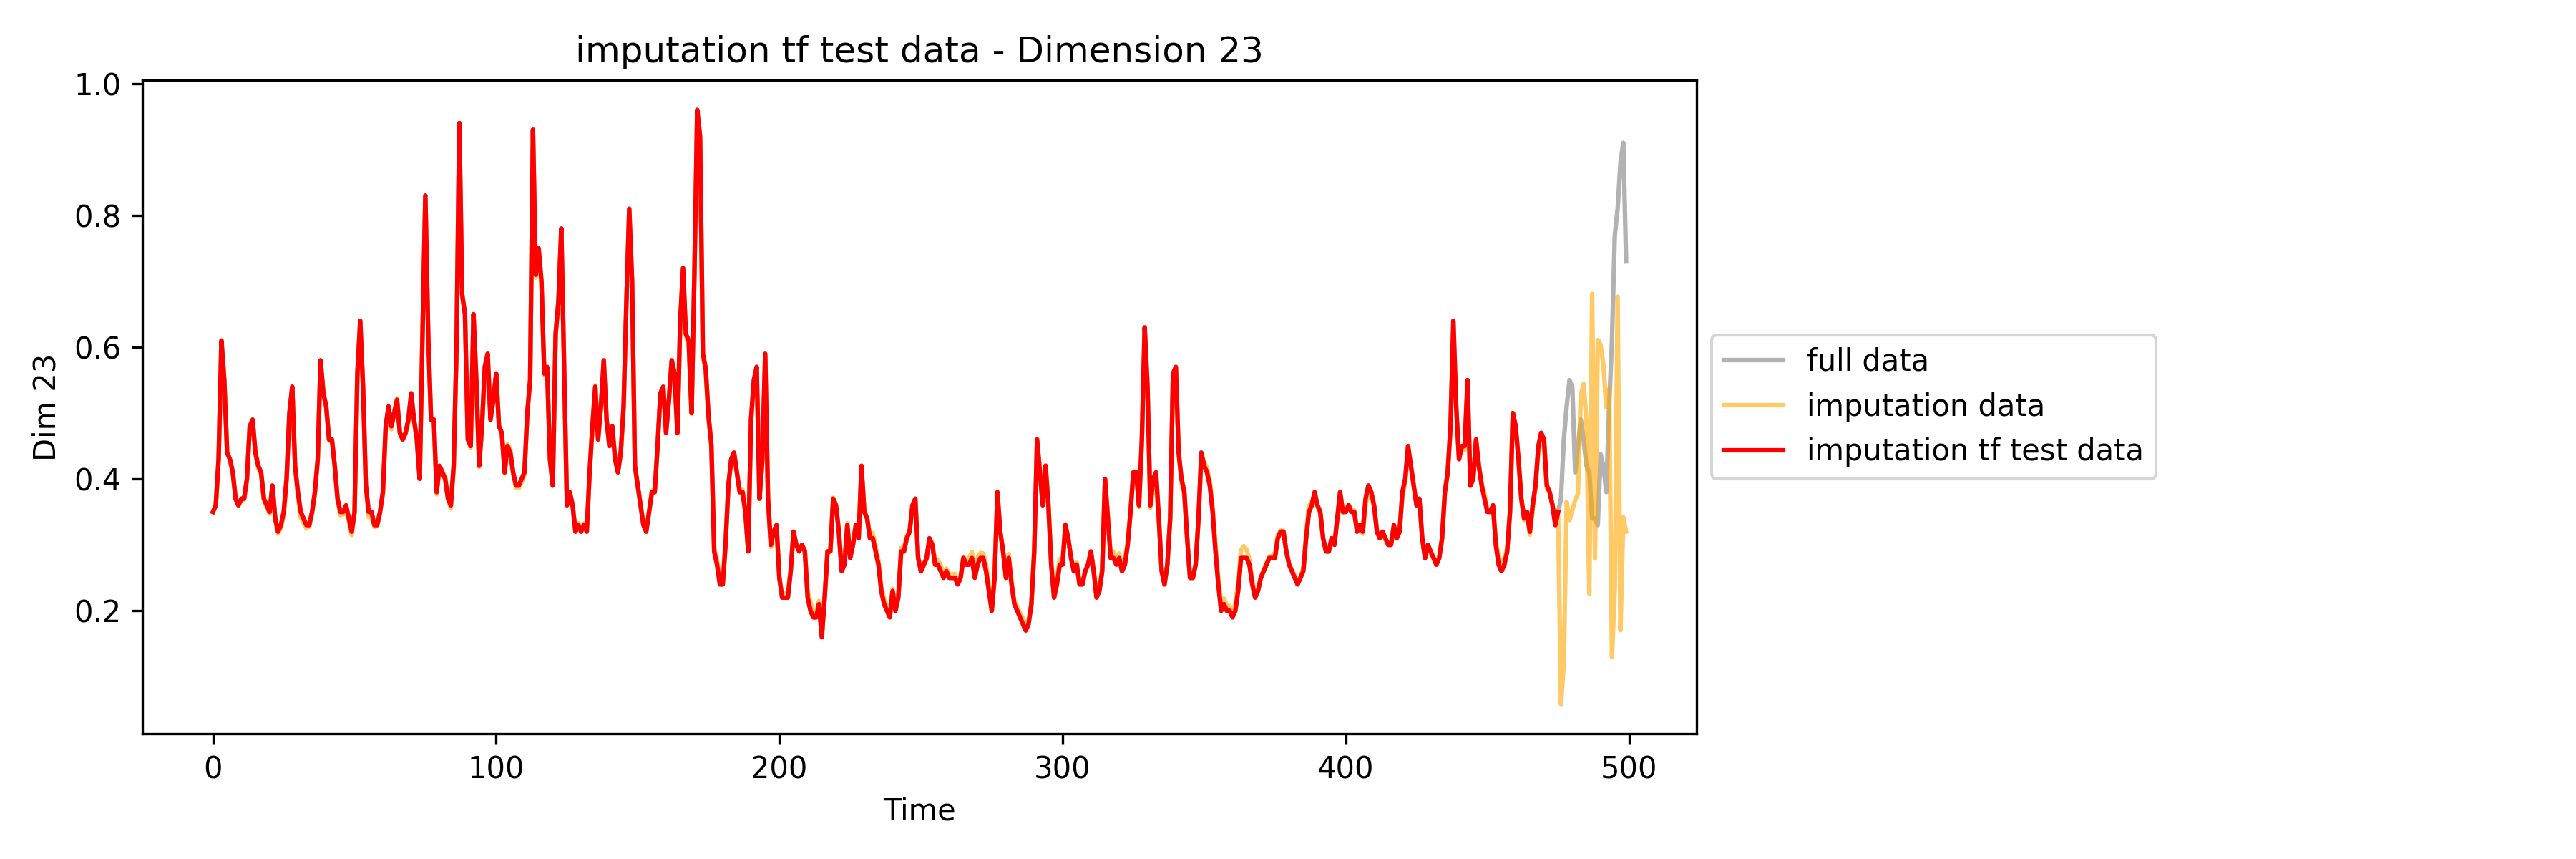 imputation tf test data - Dimension 23
1.0
0.8
0.6
0.4
0.2
Dim 23
0 100 200 300 400 500
Time
full data
imputation data
imputation tf test data